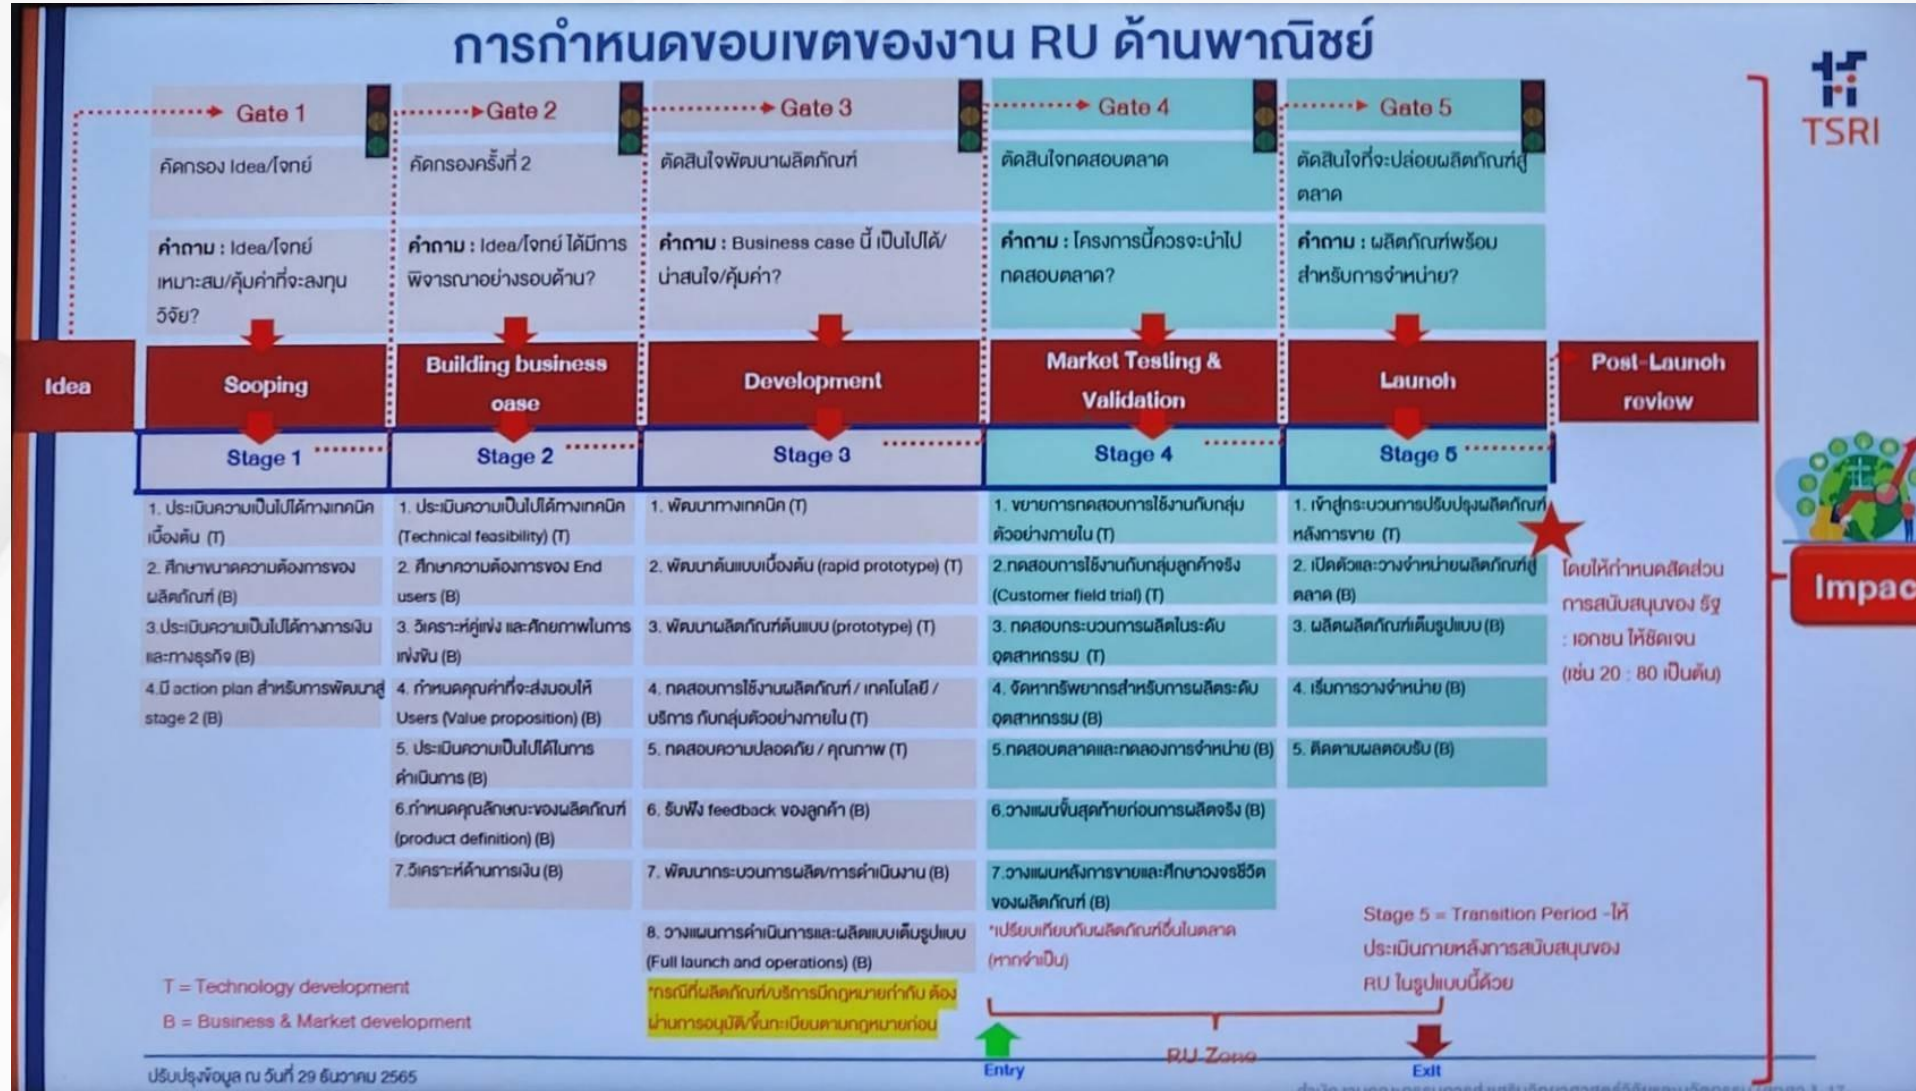 การกำหนดขอบเขตของงาน RU ด้านพาณิชย์
TSRI
Gate 1
Gate 2
Gate 3
Gate 4
Gate 5
คัดกรอง Idea/โจทย์
คัดกรองครั้งที่ 2
ตัดสินใจพัฒนาผลิตภัณฑ์
ตัดสินใจทดสอบตลาด
ตัดสินใจที่จะปล่อยผลิตภัณฑ์สู่
ตลาด
คำถาม : Idea/โจทย์
เหมาะสม/คุ้มค่าที่จะลงทุน
วิจัย?
คำถาม : Idea/โจทย์ ได้มีการ
พิจารณาอย่างรอบด้าน?
คำถาม : Business case นี้ เป็นไปได้/
น่าสนใจ/คุ้มค่า?
คำถาม : โครงการนี้ควรจะนำไป
ทดสอบตลาด?
คำถาม : ผลิตภัณฑ์พร้อม
สำหรับการจำหน่าย?
Idea
Scoping
Building business
case
Development
Market Testing &
Validation
Launch
Post-Launch
review
Stage 1
Stage 2
Stage 3
Stage 4
Stage 5
1. ประเมินความเป็นไปได้ทางเทคนิค
เบื้องต้น (T)
2. ศึกษาขนาดความต้องการของ
ผลิตภัณฑ์ (B)
3.ประเมินความเป็นไปได้ทางการเงิน
และทางธุรกิจ (B)
4.มี action plan สำหรับการพัฒนาสู่
stage 2 (B)
1. ประเมินความเป็นไปได้ทางเทคนิค
(Technical feasibility) (T)
2. ศึกษาความต้องการของ End
users (B)
3. วิเคราะห์คู่แข่ง และศักยภาพในการ
แข่งขัน (B)
4. กำหนดคุณค่าที่จะส่งมอบให้
Users (Value proposition) (B)
5. ประเมินความเป็นไปได้ในการ
ดำเนินการ (B)
6.กำหนดคุณลักษณะของผลิตภัณฑ์
(product definition) (B)
7.วิเคราะห์ด้านการเงิน (B)
1. พัฒนาทางเทคนิค (T)
2. พัฒนาต้นแบบเบื้องต้น (rapid prototype) (T)
3. พัฒนาผลิตภัณฑ์ต้นแบบ (prototype) (T)
4. ทดสอบการใช้งานผลิตภัณฑ์ / เทคโนโลยี /
บริการ กับกลุ่มตัวอย่างภายใน (T)
5. ทดสอบความปลอดภัย / คุณภาพ (T)
6. รับฟัง feedback ของลูกค้า (B)
7. พัฒนากระบวนการผลิต/การดำเนินงาน (B)
8. วางแผนการดำเนินการและผลิตแบบเต็มรูปแบบ
(Full launch and operations) (B)
*กรณีที่ผลิตภัณฑ์/บริการมีกฎหมายกำกับ ต้อง
ผ่านการอนุมัติ/ขึ้นทะเบียนตามกฎหมายก่อน
1. ขยายการทดสอบการใช้งานกับกลุ่ม
ตัวอย่างภายใน (T)
2.ทดสอบการใช้งานกับกลุ่มลูกค้าจริง
(Customer field trial) (T)
3. ทดสอบกระบวนการผลิตในระดับ
อุตสาหกรรม (T)
4. จัดหาทรัพยากรสำหรับการผลิตระดับ
อุตสาหกรรม (B)
5.ทดสอบตลาดและทดลองการจำหน่าย (B)
6.วางแผนขั้นสุดท้ายก่อนการผลิตจริง (B)
7.วางแผนหลังการขายและศึกษาวงจรชีวิต
ของผลิตภัณฑ์ (B)
*เปรียบเทียบกับผลิตภัณฑ์อื่นในตลาด
(หากจำเป็น)
1. เข้าสู่กระบวนการปรับปรุงผลิตภัณฑ์
หลังการขาย (T)
2. เปิดตัวและวางจำหน่ายผลิตภัณฑ์สู่
ตลาด (B)
3. ผลิตผลิตภัณฑ์เต็มรูปแบบ (B)
4. เริ่มการวางจำหน่าย (B)
5. ติดตามผลตอบรับ (B)
โดยให้กำหนดสัดส่วน
การสนับสนุนของ รัฐ
: เอกชน ให้ชัดเจน
(เช่น 20 : 80 เป็นต้น)
Impac
Stage 5 = Transition Period -ให้
ประเมินภายหลังการสนับสนุนของ
RU ในรูปแบบนี้ด้วย
T = Technology development
B = Business & Market development
RU Zone
Entry
Exit
ปรับปรุงข้อมูล ณ วันที่ 29 ธันวาคม 2565